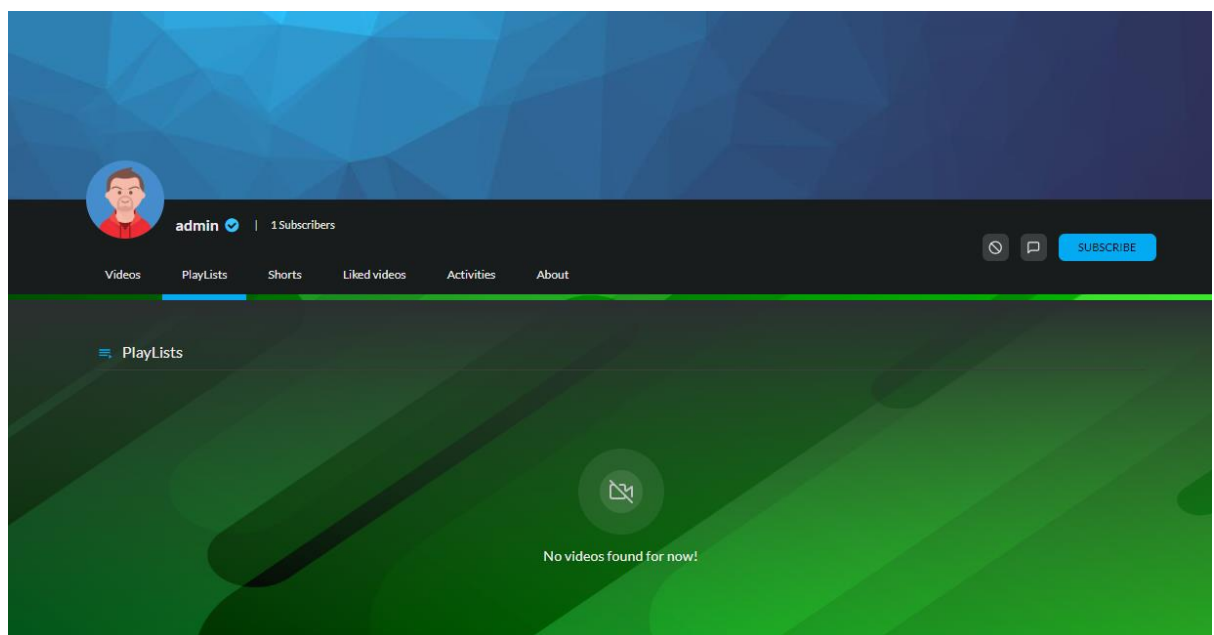 admin | 1 Subscribers
SUBSCRIBE
Videos PlayLists Shorts Liked videos Activities About
PlayLists
No videos found for now!